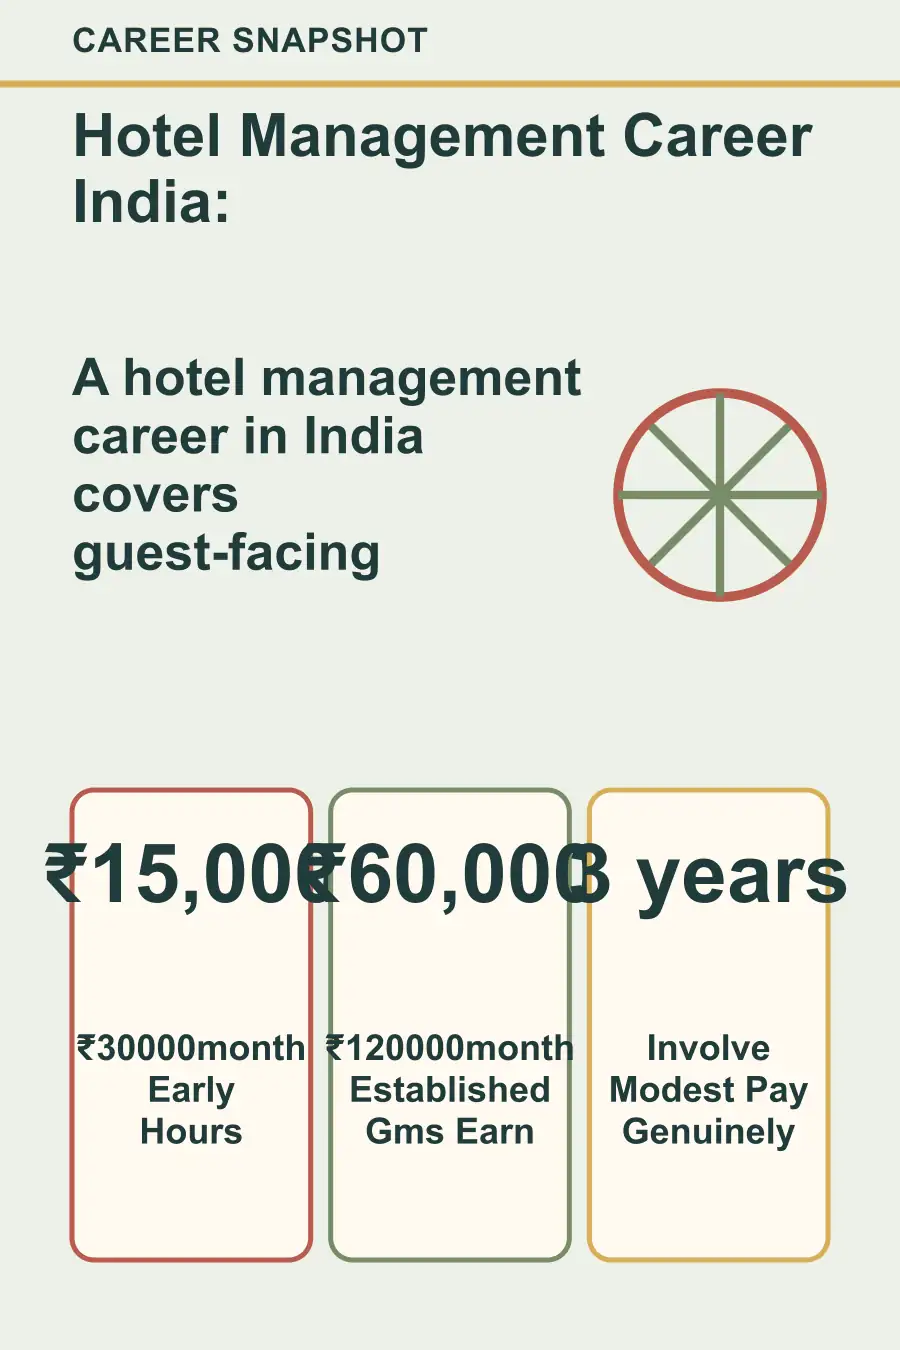 CAREER SNAPSHOT
Hotel Management Career
India:
A hotel management
career in India
covers
guest-facing
₹15,000
₹60,000
3 years
₹30000month
Early
Hours
₹120000month
Established
Gms Earn
Involve
Modest Pay
Genuinely